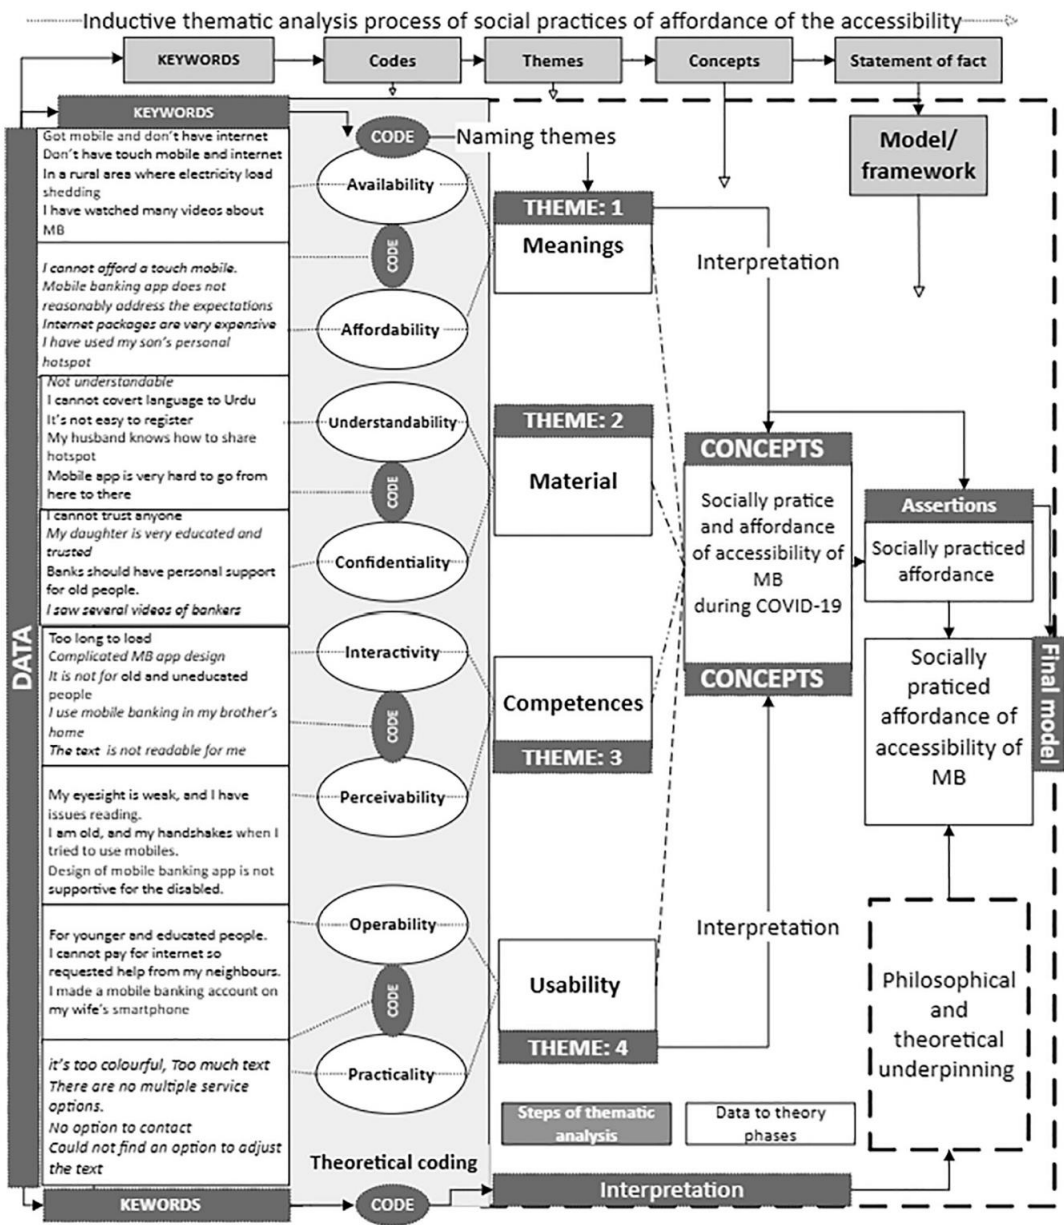 Inductive thematic analysis process of social practices of affordance of the accessibility
KEYWORDS
Codes
Themes
Concepts
Statement of fact
DATA
KEYWORDS
Got mobile and don't have internet
Don't have touch mobile and internet
In a rural area where electricity load
shedding
I have watched many videos about
MB
I cannot afford a touch mobile.
Mobile banking app does not
reasonably address the expectations
Internet packages are very expensive
I have used my son's personal
hotspot
Not understandable
I cannot covert language to Urdu
It's not easy to register
My husband knows how to share
hotspot
Mobile app is very hard to go from
here to there
I cannot trust anyone
My daughter is very educated and
trusted
Banks should have personal support
for old people.
I saw several videos of bankers
Too long to load
Complicated MB app design
It is not for old and uneducated
people
I use mobile banking in my brother's
home
The text is not readable for me
My eyesight is weak, and I have
issues reading.
I am old, and my handshakes when I
tried to use mobiles.
Design of mobile banking app is not
supportive for the disabled.
For younger and educated people.
I cannot pay for internet so
requested help from my neighbours.
I made a mobile banking account on
my wife's smartphone
it's too colourful, Too much text
There are no multiple service
options.
No option to contact
Could not find an option to adjust
the text
KEWORDS
CODE
Availability
CODE
Affordability
Understandability
CODE
Confidentiality
Interactivity
CODE
Perceivability
Operability
CODE
Practicality
Theoretical coding
CODE
Naming themes
THEME: 1
Meanings
THEME: 2
Material
Competences
THEME: 3
Usability
THEME: 4
Steps of thematic
analysis
Data to theory
phases
Interpretation
Interpretation
CONCEPTS
Socially pratice
and affordance
of accessibility of
MB
during COVID-19
CONCEPTS
Interpretation
Model/
framework
Assertions
Socially practiced
affordance
Socially
praticed
affordance of
accessibility of
MB
Final model
Philosophical
and
theoretical
underpinning